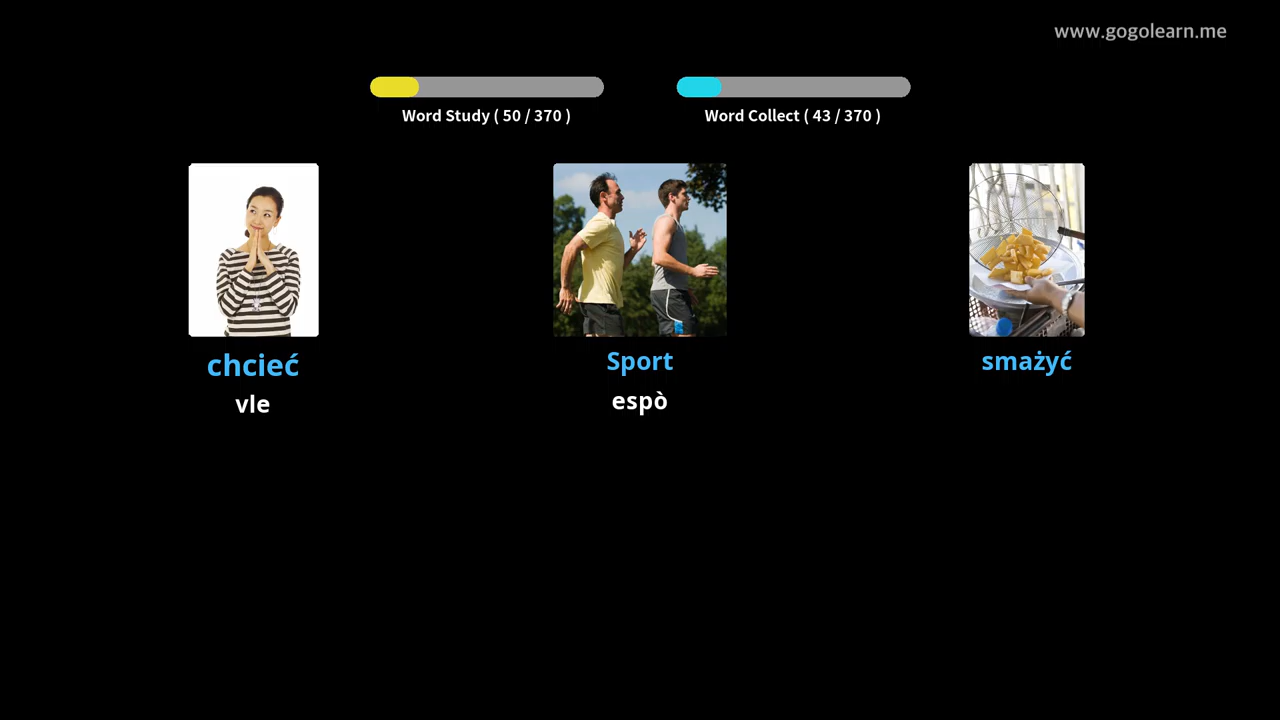 www.gogolearn.me
Word Study ( 50 / 370 )
Word Collect ( 43 / 370 )
chcieć
vle
Sport
espò
smażyć